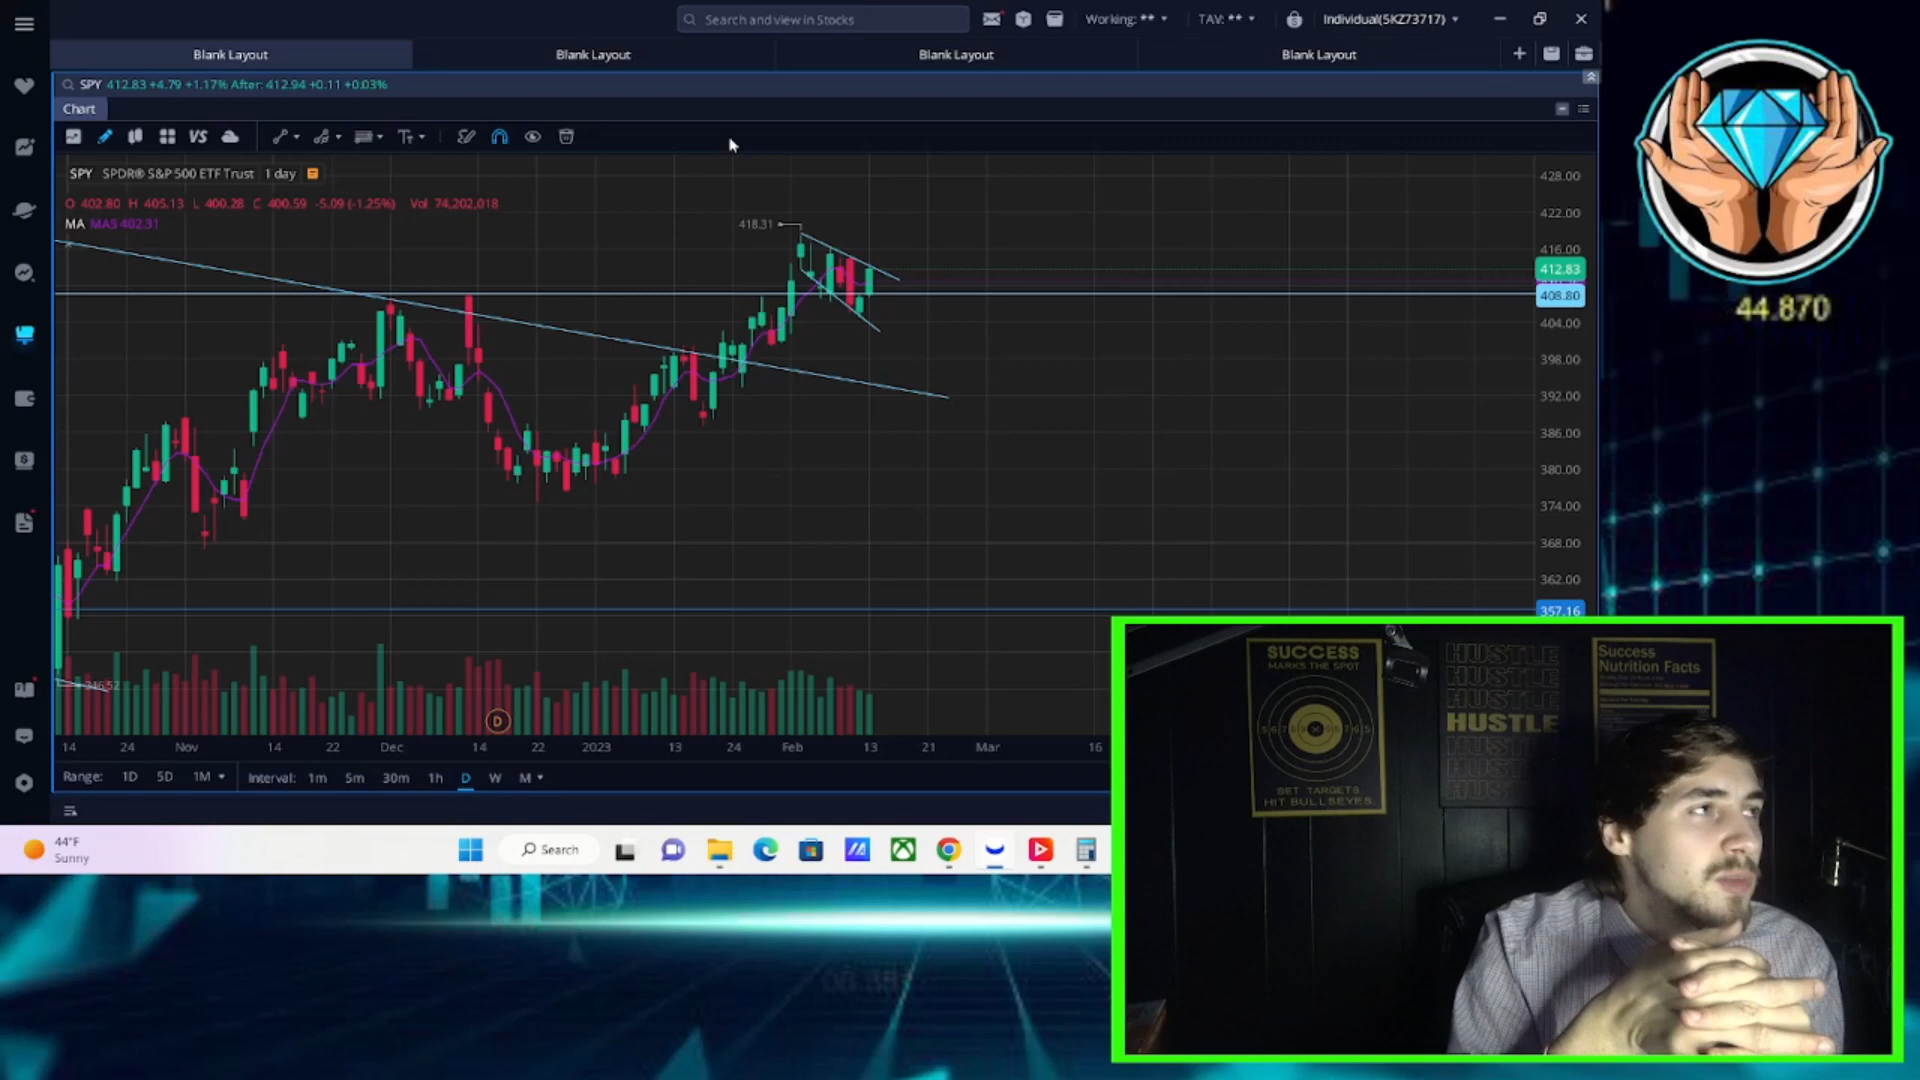 Search and view in Stocks
Working: **
TAV: **
Individual(5KZ73717)
Blank Layout
Blank Layout
Blank Layout
Blank Layout
SPY 412.83 +4.79 +1.17% After: 412.94 +0.11 +0.03%
Chart
VS
SPY SPDR® S&P 500 ETF Trust 1 day
O 402.80 H 405.13 L 400.28 C 400.59 -5.09 (-1.25%) Vol 74,202,018
MA MA5 402.31
418.31
428.00
422.00
416.00
412.83
408.80
404.00
398.00
392.00
386.00
380.00
374.00
368.00
362.00
357.16
D
14 24 Nov 14 22 Dec 14 22 2023 13 24 Feb 13 21 Mar 16
Range: 1D 5D 1M Interval: 1m 5m 30m 1h D W M
44°F
Sunny
Search
44.870
SUCCESS
MARKS THE SPOT
SET TARGETS
HIT BULLSEYES
HUSTLE
HUSTLE
HUSTLE
HUSTLE
HUSTLE
HUSTLE
Success
Nutrition Facts